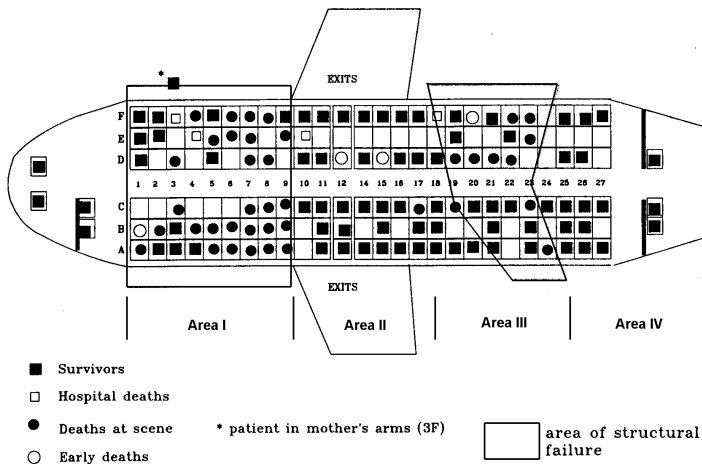 *
EXITS
F
E
D
1 2 3 4 5 6 7 8 9 10 11 12 14 15 16 17 18 19 20 21 22 23 24 25 26 27
C
B
A
EXITS
Area I Area II Area III Area IV
Survivors
Hospital deaths
Deaths at scene * patient in mother's arms (3F)
Early deaths
area of structural
failure